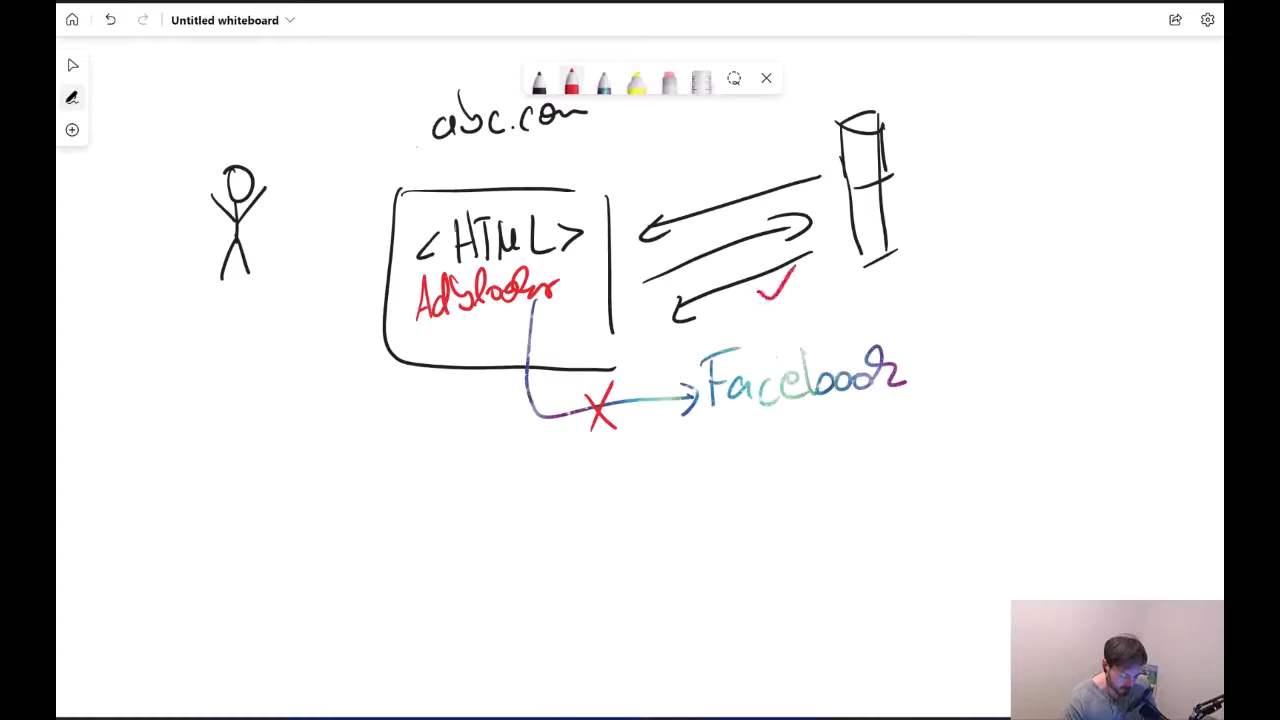 Untitled whiteboard
abc.com
<HTML>
Adblocker
Facebook